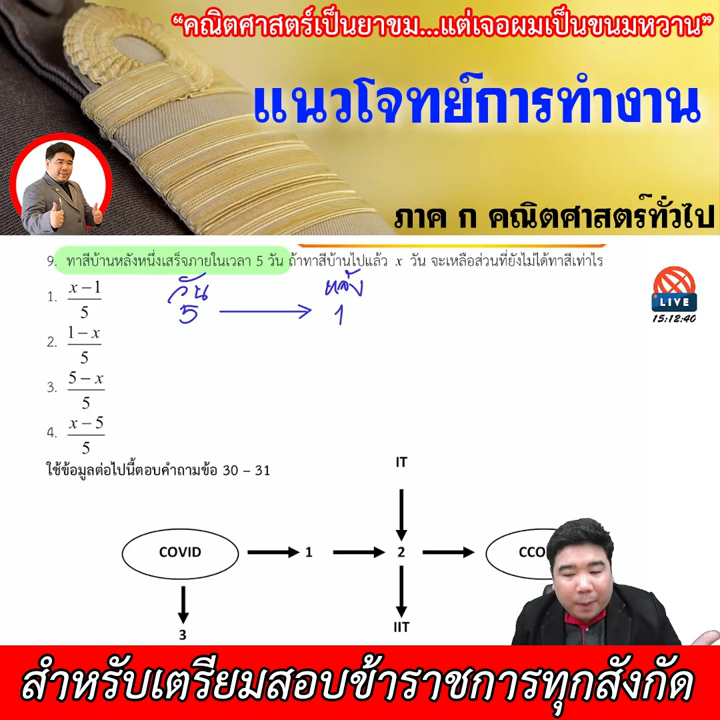 “คณิตศาสตร์เป็นยาขม...แต่เจอผมเป็นขนมหวาน”
แนวโจทย์การทำงาน
ภาค ก คณิตศาสตร์ทั่วไป
9. ทาสีบ้านหลังหนึ่งเสร็จภายในเวลา 5 วัน ถ้าทาสีบ้านไปแล้ว x วัน จะเหลือส่วนที่ยังไม่ได้ทาสีเท่าไร
1. x – 1 / 5
วัน หลัง
5 → 1
LIVE
15:12:40
2. 1 – x / 5
3. 5 – x / 5
4. x – 5 / 5
ใช้ข้อมูลต่อไปนี้ตอบคำถามข้อ 30 – 31
IT
COVID 1 2
3
IIT
สำหรับเตรียมสอบข้าราชการทุกสังกัด